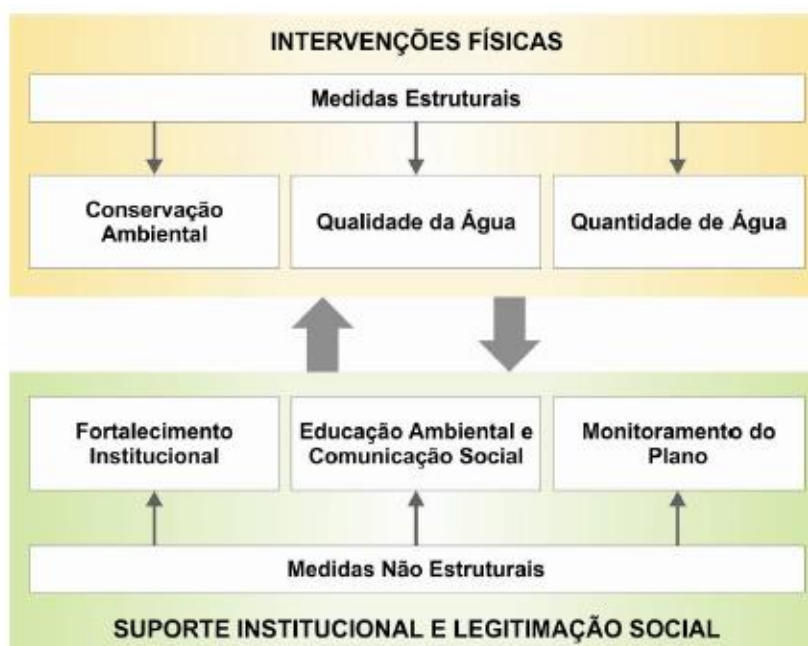 INTERVENÇÕES FÍSICAS
Medidas Estruturais
Conservação
Ambiental
Qualidade da Água
Quantidade de Água
Fortalecimento
Institucional
Educação Ambiental e
Comunicação Social
Monitoramento do
Plano
Medidas Não Estruturais
SUPORTE INSTITUCIONAL E LEGITIMAÇÃO SOCIAL